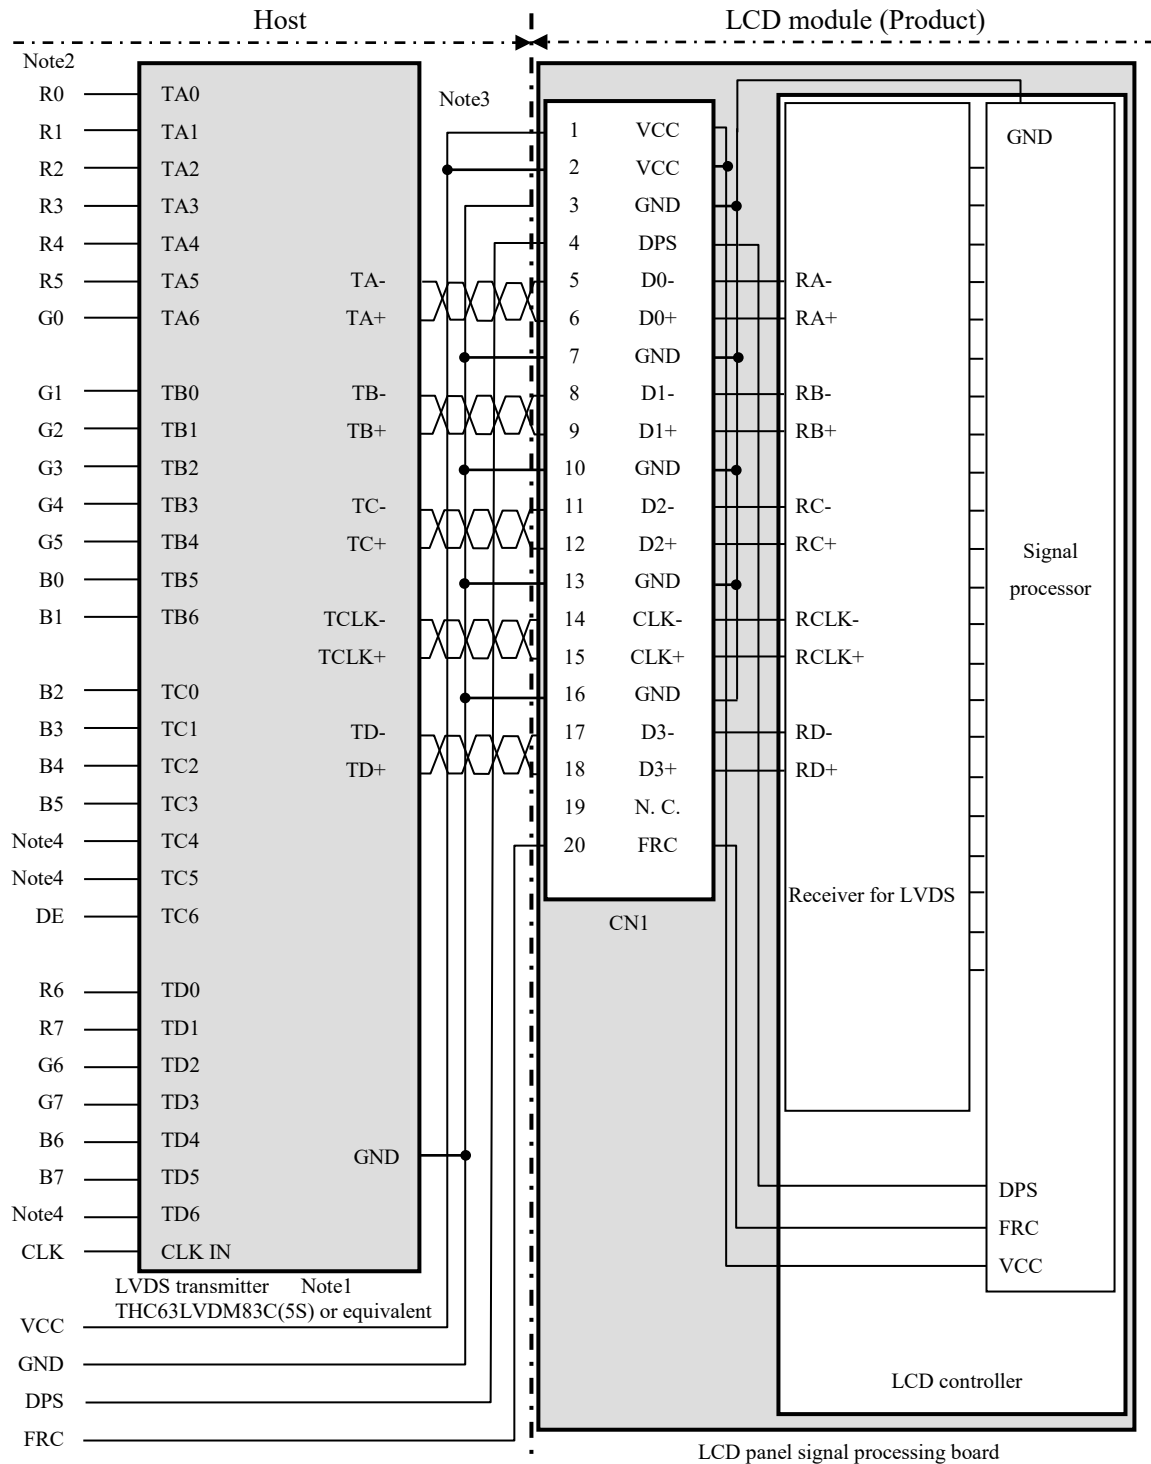 Host
LCD module (Product)
Note2
R0 TA0
R1 TA1
R2 TA2
R3 TA3
R4 TA4
R5 TA5
G0 TA6
G1 TB0
G2 TB1
G3 TB2
G4 TB3
G5 TB4
B0 TB5
B1 TB6
B2 TC0
B3 TC1
B4 TC2
B5 TC3
Note4 TC4
Note4 TC5
DE TC6
R6 TD0
R7 TD1
G6 TD2
G7 TD3
B6 TD4
B7 TD5
Note4 TD6
CLK CLK IN
TA-
TA+
TB-
TB+
TC-
TC+
TCLK-
TCLK+
TD-
TD+
GND
LVDS transmitter Note1
THC63LVDM83C(5S) or equivalent
VCC
GND
DPS
FRC
Note3
1 VCC
2 VCC
3 GND
4 DPS
5 D0-
6 D0+
7 GND
8 D1-
9 D1+
10 GND
11 D2-
12 D2+
13 GND
14 CLK-
15 CLK+
16 GND
17 D3-
18 D3+
19 N. C.
20 FRC
CN1
RA-
RA+
RB-
RB+
RC-
RC+
RCLK-
RCLK+
RD-
RD+
Receiver for LVDS
GND
Signal
processor
DPS
FRC
VCC
LCD controller
LCD panel signal processing board